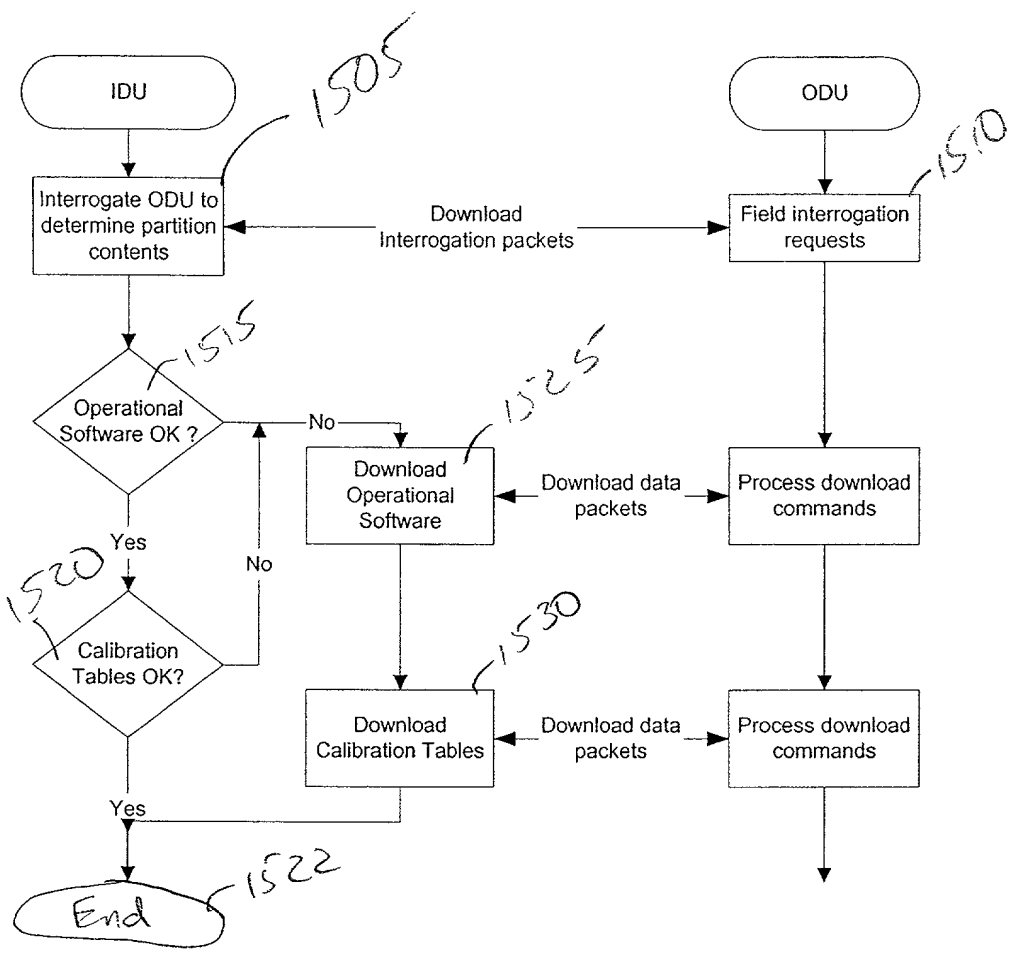 IDU
1505
ODU
1510
Interrogate ODU to
determine partition
contents
Download
Interrogation packets
Field interrogation
requests
1515
Operational
Software OK ?
No
1525
Download
Operational
Software
Download data
packets
Process download
commands
Yes
No
1520
Calibration
Tables OK?
1530
Download
Calibration Tables
Download data
packets
Process download
commands
Yes
1522
End